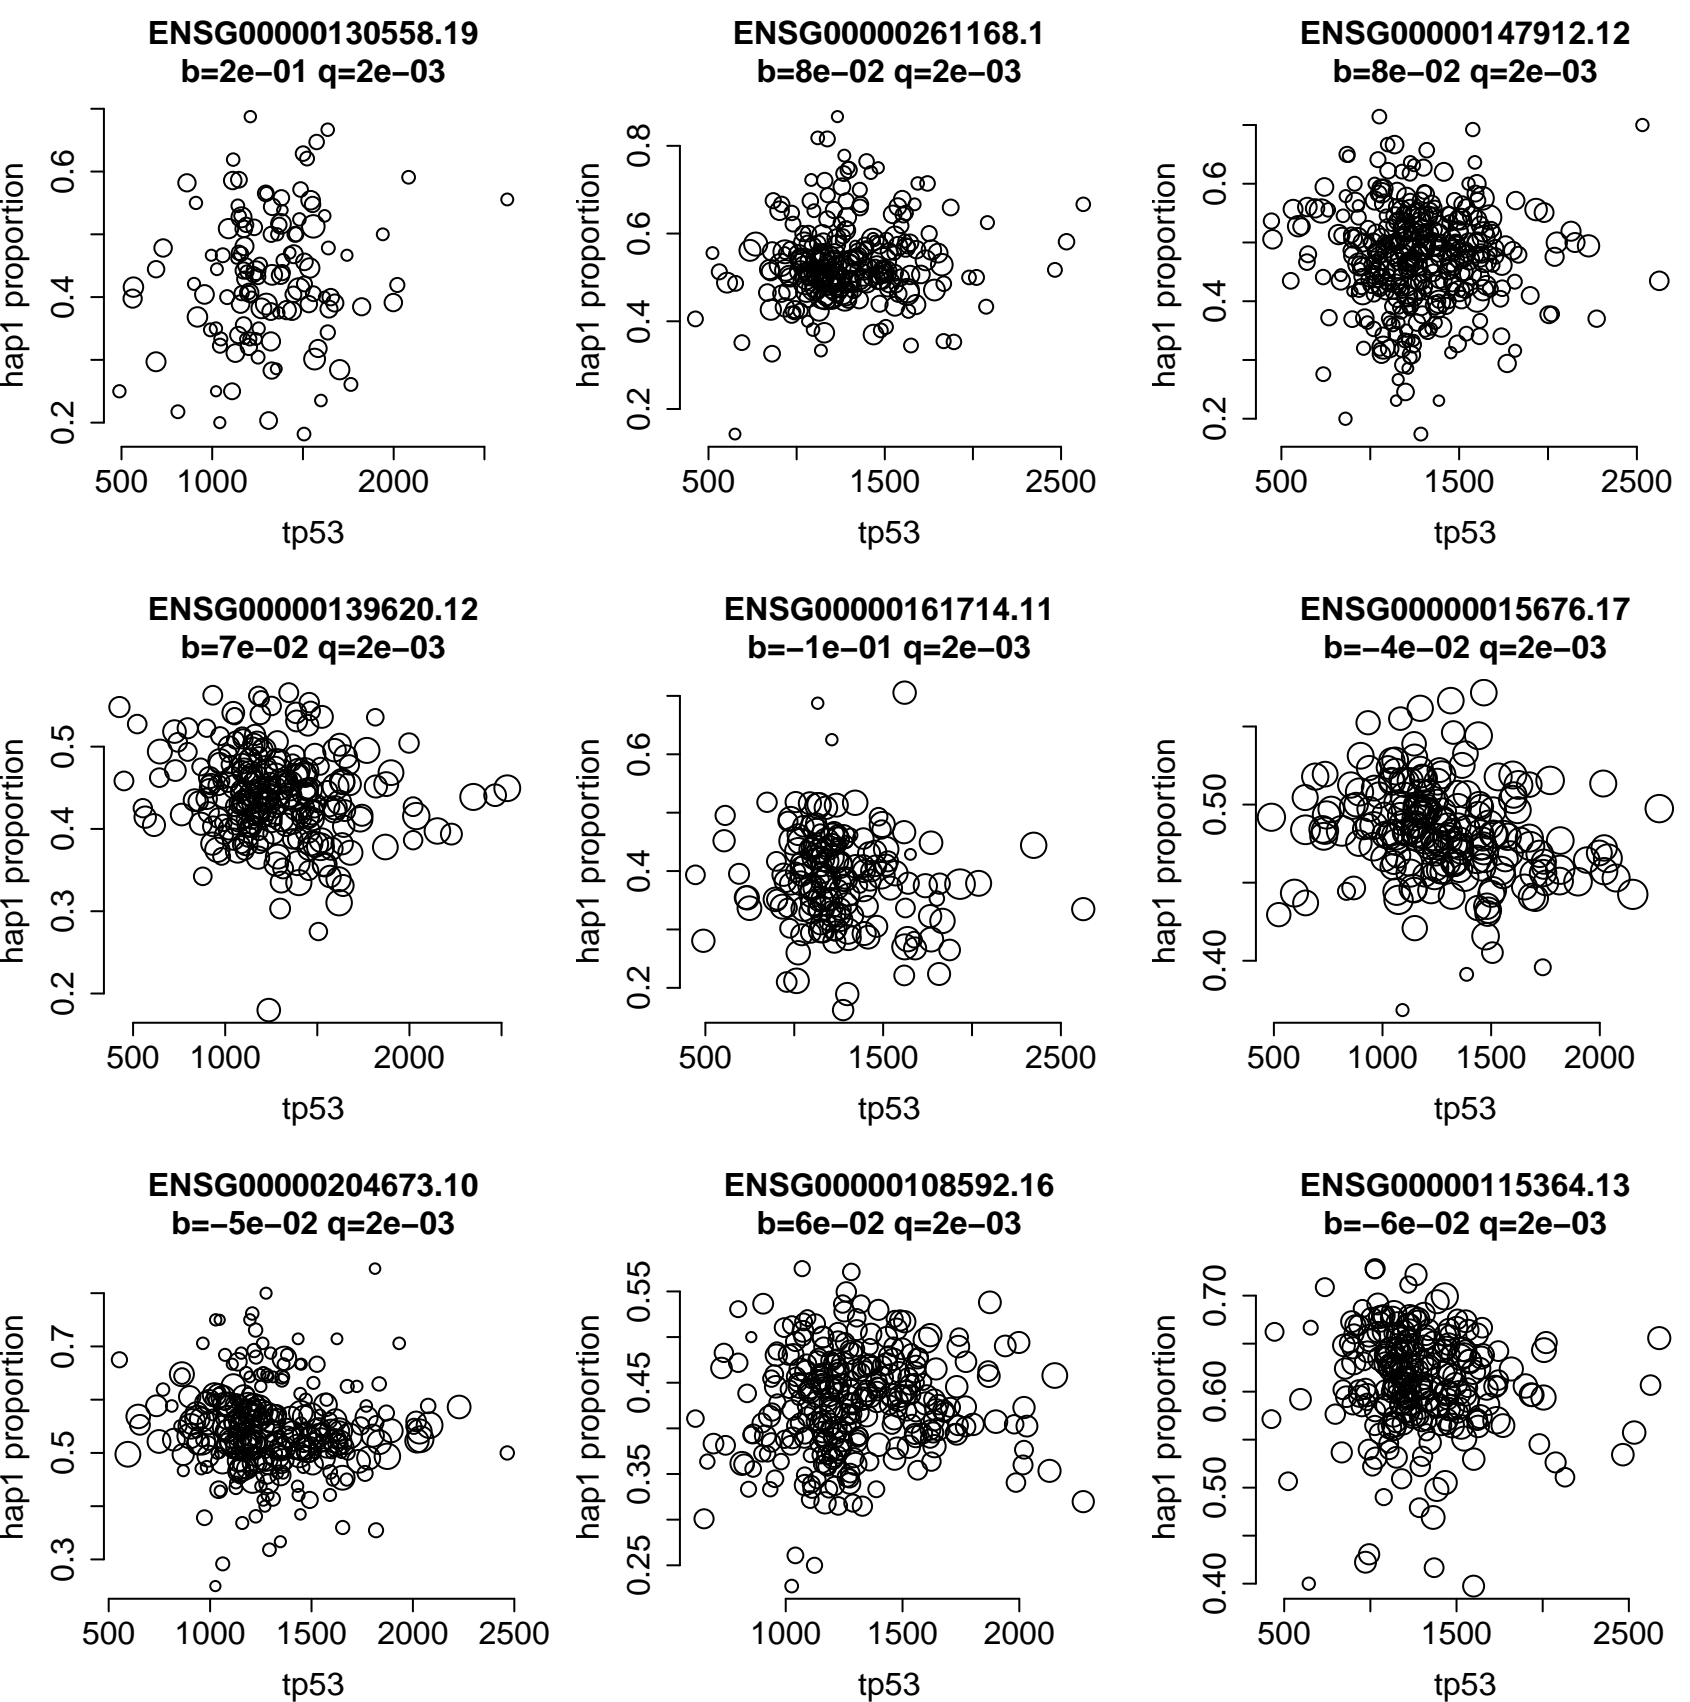 ENSG00000130558.19
b=2e−01 q=2e−03
hap1 proportion
0.2 0.4 0.6
500 1000 2000
tp53
ENSG00000261168.1
b=8e−02 q=2e−03
hap1 proportion
0.2 0.4 0.6 0.8
500 1500 2500
tp53
ENSG00000147912.12
b=8e−02 q=2e−03
hap1 proportion
0.2 0.4 0.6
500 1500 2500
tp53
ENSG00000139620.12
b=7e−02 q=2e−03
hap1 proportion
0.2 0.3 0.4 0.5
500 1000 2000
tp53
ENSG00000161714.11
b=−1e−01 q=2e−03
hap1 proportion
0.2 0.4 0.6
500 1500 2500
tp53
ENSG00000015676.17
b=−4e−02 q=2e−03
hap1 proportion
0.40 0.50
500 1000 1500 2000
tp53
ENSG00000204673.10
b=−5e−02 q=2e−03
hap1 proportion
0.3 0.5 0.7
500 1000 1500 2000 2500
tp53
ENSG00000108592.16
b=6e−02 q=2e−03
hap1 proportion
0.25 0.35 0.45 0.55
1000 1500 2000
tp53
ENSG00000115364.13
b=−6e−02 q=2e−03
hap1 proportion
0.40 0.50 0.60 0.70
500 1500 2500
tp53